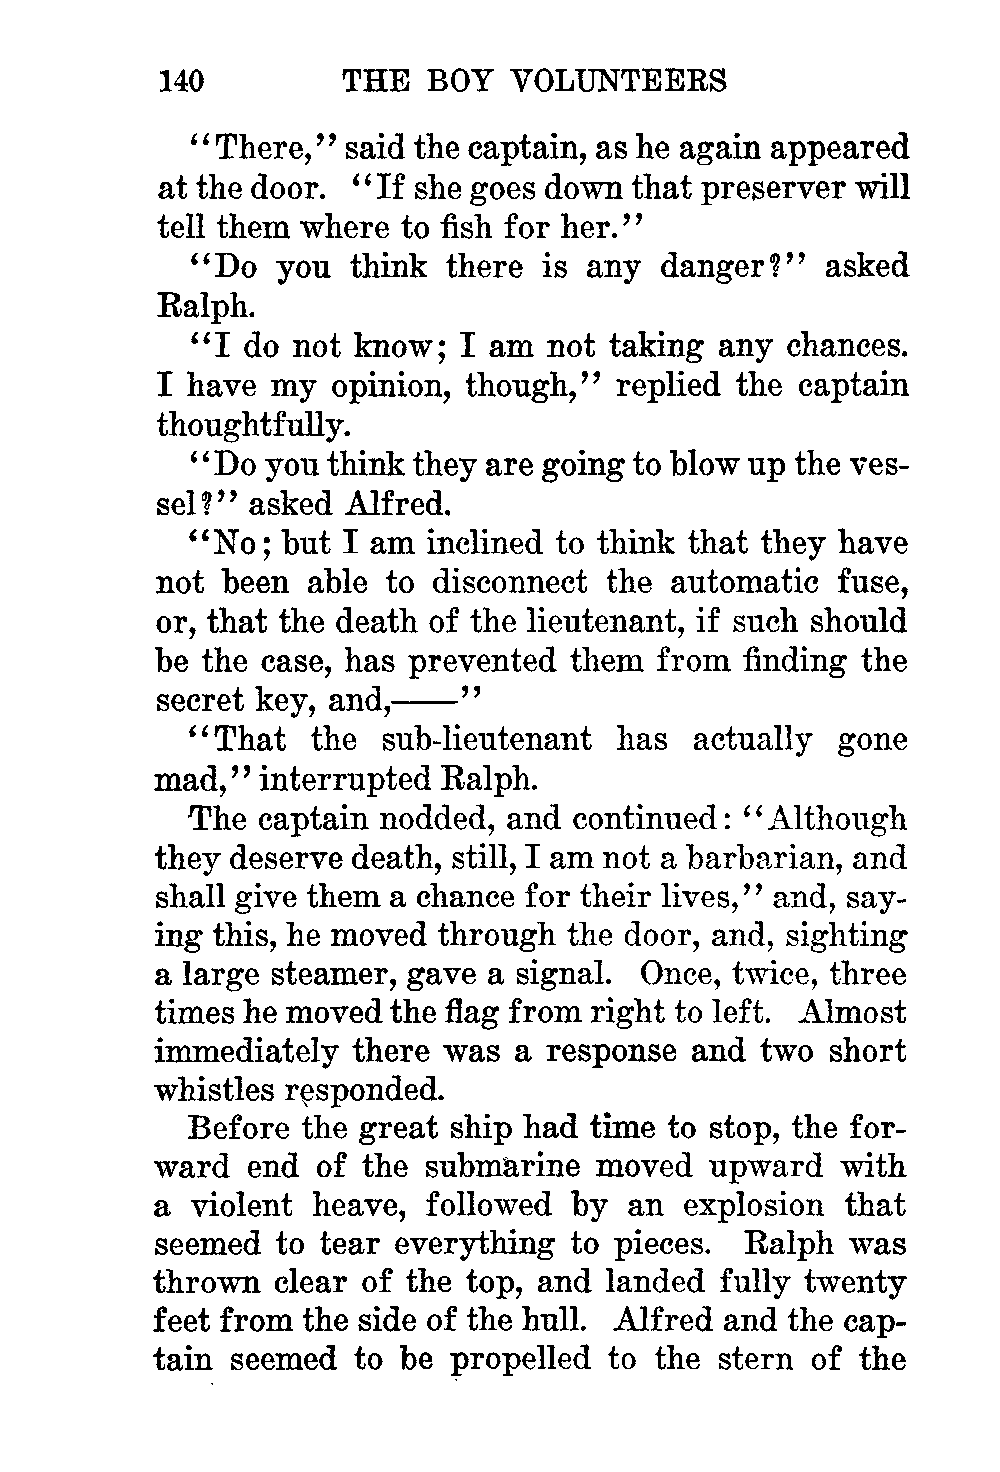 140 THE BOY VOLUNTEERS
"There," said the captain, as he again appeared
at the door. "If she goes down that preserver will
tell them where to fish for her."
"Do you think there is any danger?" asked
Ralph.
"I do not know; I am not taking any chances.
I have my opinion, though," replied the captain
thoughtfully.
"Do you think they are going to blow up the ves-
sel?" asked Alfred.
"No; but I am inclined to think that they have
not been able to disconnect the automatic fuse,
or, that the death of the lieutenant, if such should
be the case, has prevented them from finding the
secret key, and,——"
"That the sub-lieutenant has actually gone
mad," interrupted Ralph.
The captain nodded, and continued: "Although
they deserve death, still, I am not a barbarian, and
shall give them a chance for their lives," and, say-
ing this, he moved through the door, and, sighting
a large steamer, gave a signal. Once, twice, three
times he moved the flag from right to left. Almost
immediately there was a response and two short
whistles responded.
Before the great ship had time to stop, the for-
ward end of the submarine moved upward with
a violent heave, followed by an explosion that
seemed to tear everything to pieces. Ralph was
thrown clear of the top, and landed fully twenty
feet from the side of the hull. Alfred and the cap-
tain seemed to be propelled to the stern of the